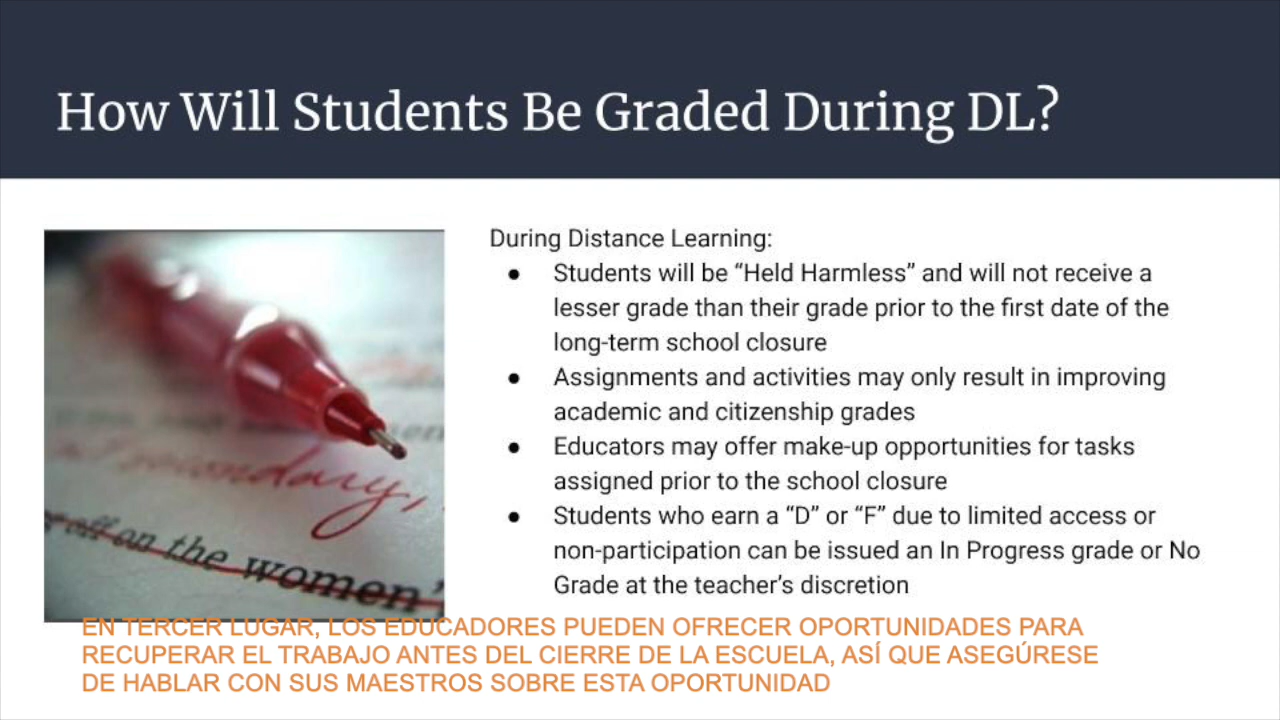 How Will Students Be Graded During DL?
During Distance Learning:
● Students will be “Held Harmless” and will not receive a
lesser grade than their grade prior to the first date of the
long-term school closure
● Assignments and activities may only result in improving
academic and citizenship grades
● Educators may offer make-up opportunities for tasks
assigned prior to the school closure
● Students who earn a “D” or “F” due to limited access or
non-participation can be issued an In Progress grade or No
Grade at the teacher’s discretion
secondary,
off on the women'
EN TERCER LUGAR, LOS EDUCADORES PUEDEN OFRECER OPORTUNIDADES PARA
RECUPERAR EL TRABAJO ANTES DEL CIERRE DE LA ESCUELA, ASÍ QUE ASEGÚRESE
DE HABLAR CON SUS MAESTROS SOBRE ESTA OPORTUNIDAD